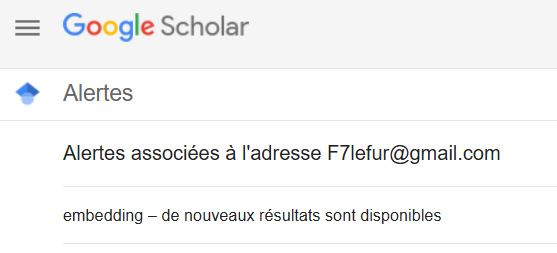 Google Scholar
Alertes
Alertes associées à l'adresse F7lefur@gmail.com
embedding – de nouveaux résultats sont disponibles